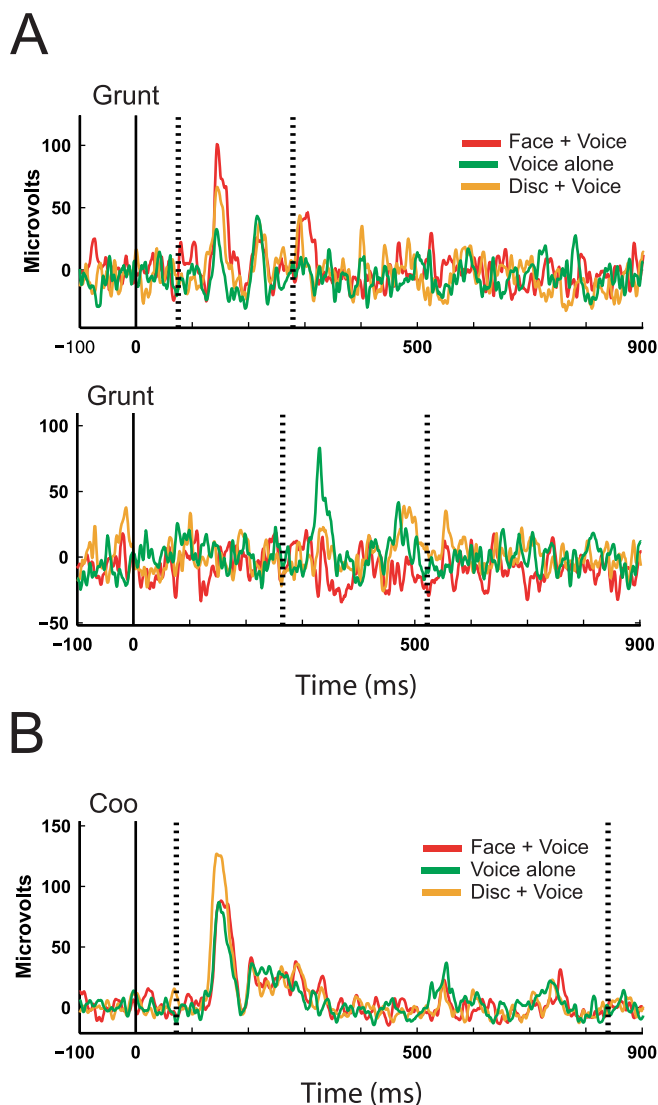 A
Grunt
Face + Voice
Voice alone
Disc + Voice
Microvolts
100
50
0
−100
0
500
900
Grunt
100
50
0
−50
−100
0
500
900
Time (ms)
B
Coo
Face + Voice
Voice alone
Disc + Voice
Microvolts
150
100
50
0
−100
0
500
900
Time (ms)